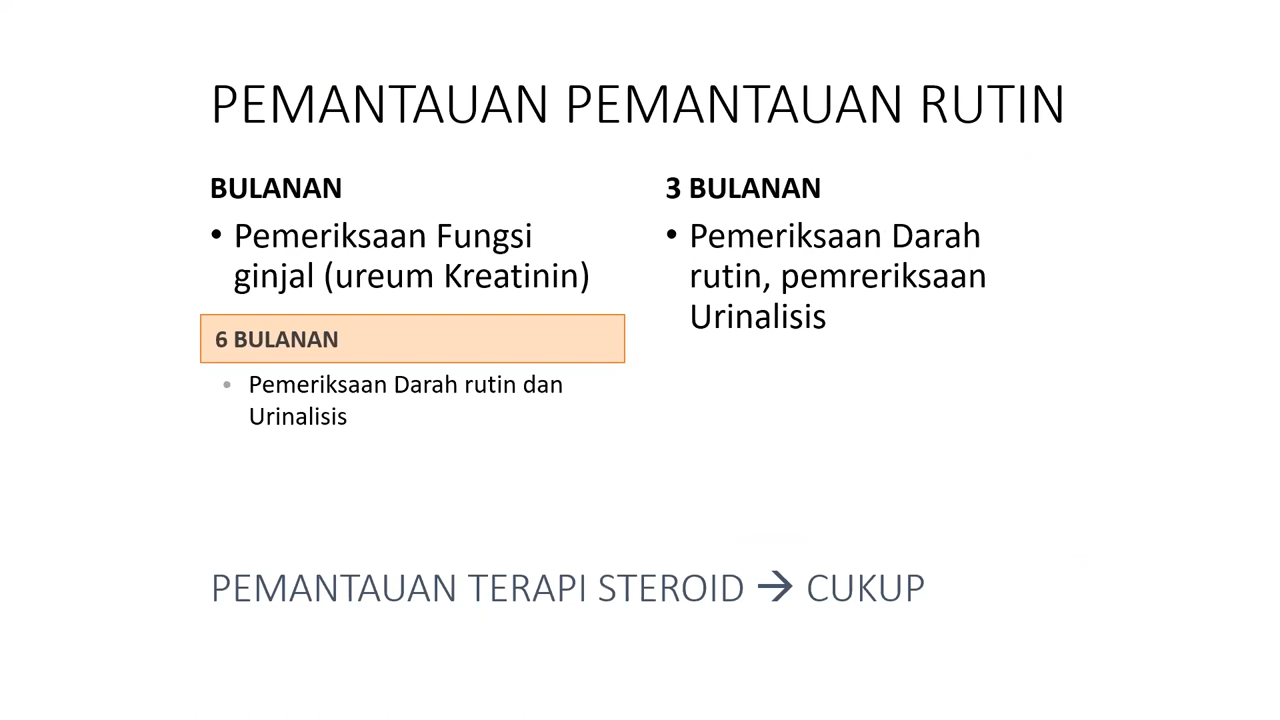 PEMANTAUAN PEMANTAUAN RUTIN
BULANAN
• Pemeriksaan Fungsi
ginjal (ureum Kreatinin)
6 BULANAN
• Pemeriksaan Darah rutin dan
Urinalisis
3 BULANAN
• Pemeriksaan Darah
rutin, pemreriksaan
Urinalisis
PEMANTAUAN TERAPI STEROID → CUKUP